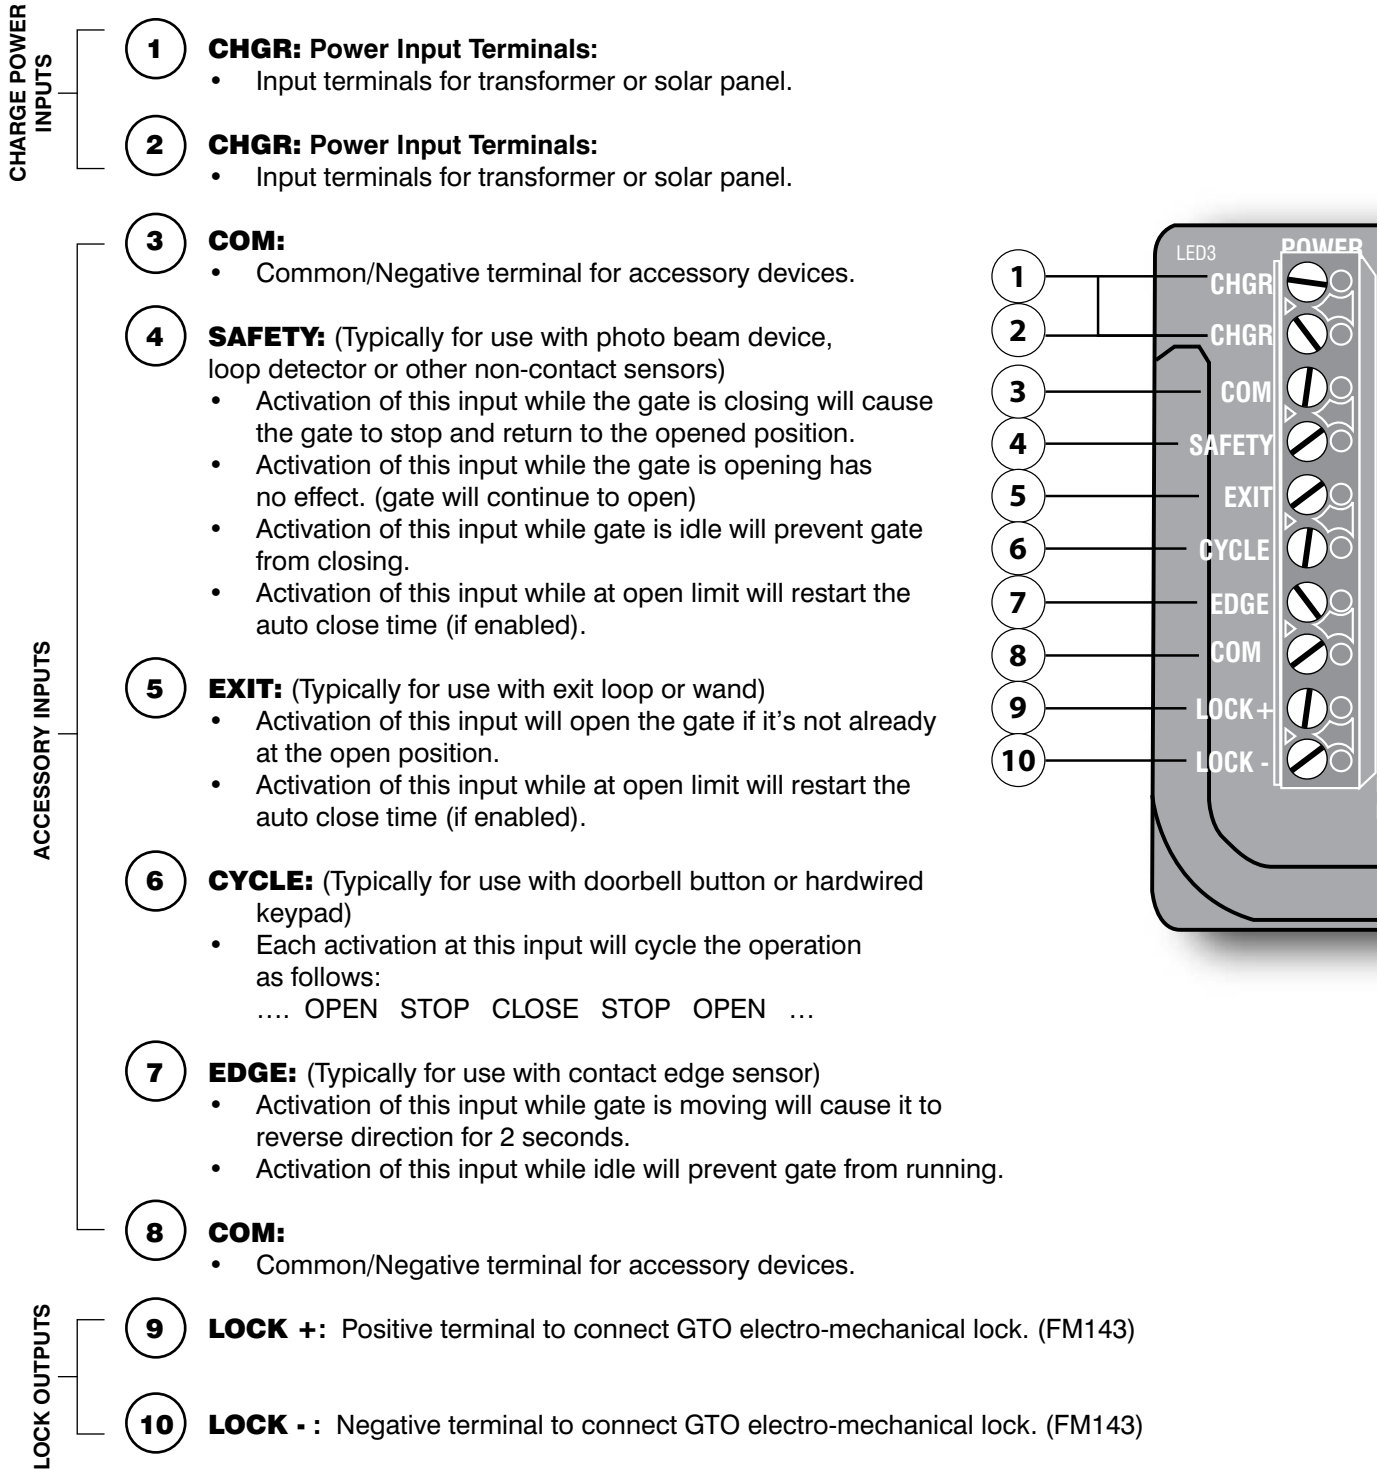 CHARGE POWER
INPUTS
1 CHGR: Power Input Terminals:
• Input terminals for transformer or solar panel.
2 CHGR: Power Input Terminals:
• Input terminals for transformer or solar panel.
ACCESSORY INPUTS
3 COM:
• Common/Negative terminal for accessory devices.
4 SAFETY: (Typically for use with photo beam device,
loop detector or other non-contact sensors)
• Activation of this input while the gate is closing will cause
the gate to stop and return to the opened position.
• Activation of this input while the gate is opening has
no effect. (gate will continue to open)
• Activation of this input while gate is idle will prevent gate
from closing.
• Activation of this input while at open limit will restart the
auto close time (if enabled).
5 EXIT: (Typically for use with exit loop or wand)
• Activation of this input will open the gate if it's not already
at the open position.
• Activation of this input while at open limit will restart the
auto close time (if enabled).
6 CYCLE: (Typically for use with doorbell button or hardwired
keypad)
• Each activation at this input will cycle the operation
as follows:
.... OPEN STOP CLOSE STOP OPEN ...
7 EDGE: (Typically for use with contact edge sensor)
• Activation of this input while gate is moving will cause it to
reverse direction for 2 seconds.
• Activation of this input while idle will prevent gate from running.
8 COM:
• Common/Negative terminal for accessory devices.
LOCK OUTPUTS
9 LOCK +: Positive terminal to connect GTO electro-mechanical lock. (FM143)
10 LOCK - : Negative terminal to connect GTO electro-mechanical lock. (FM143)
LED3 POWER
1 CHGR
2 CHGR
3 COM
4 SAFETY
5 EXIT
6 CYCLE
7 EDGE
8 COM
9 LOCK+
10 LOCK -